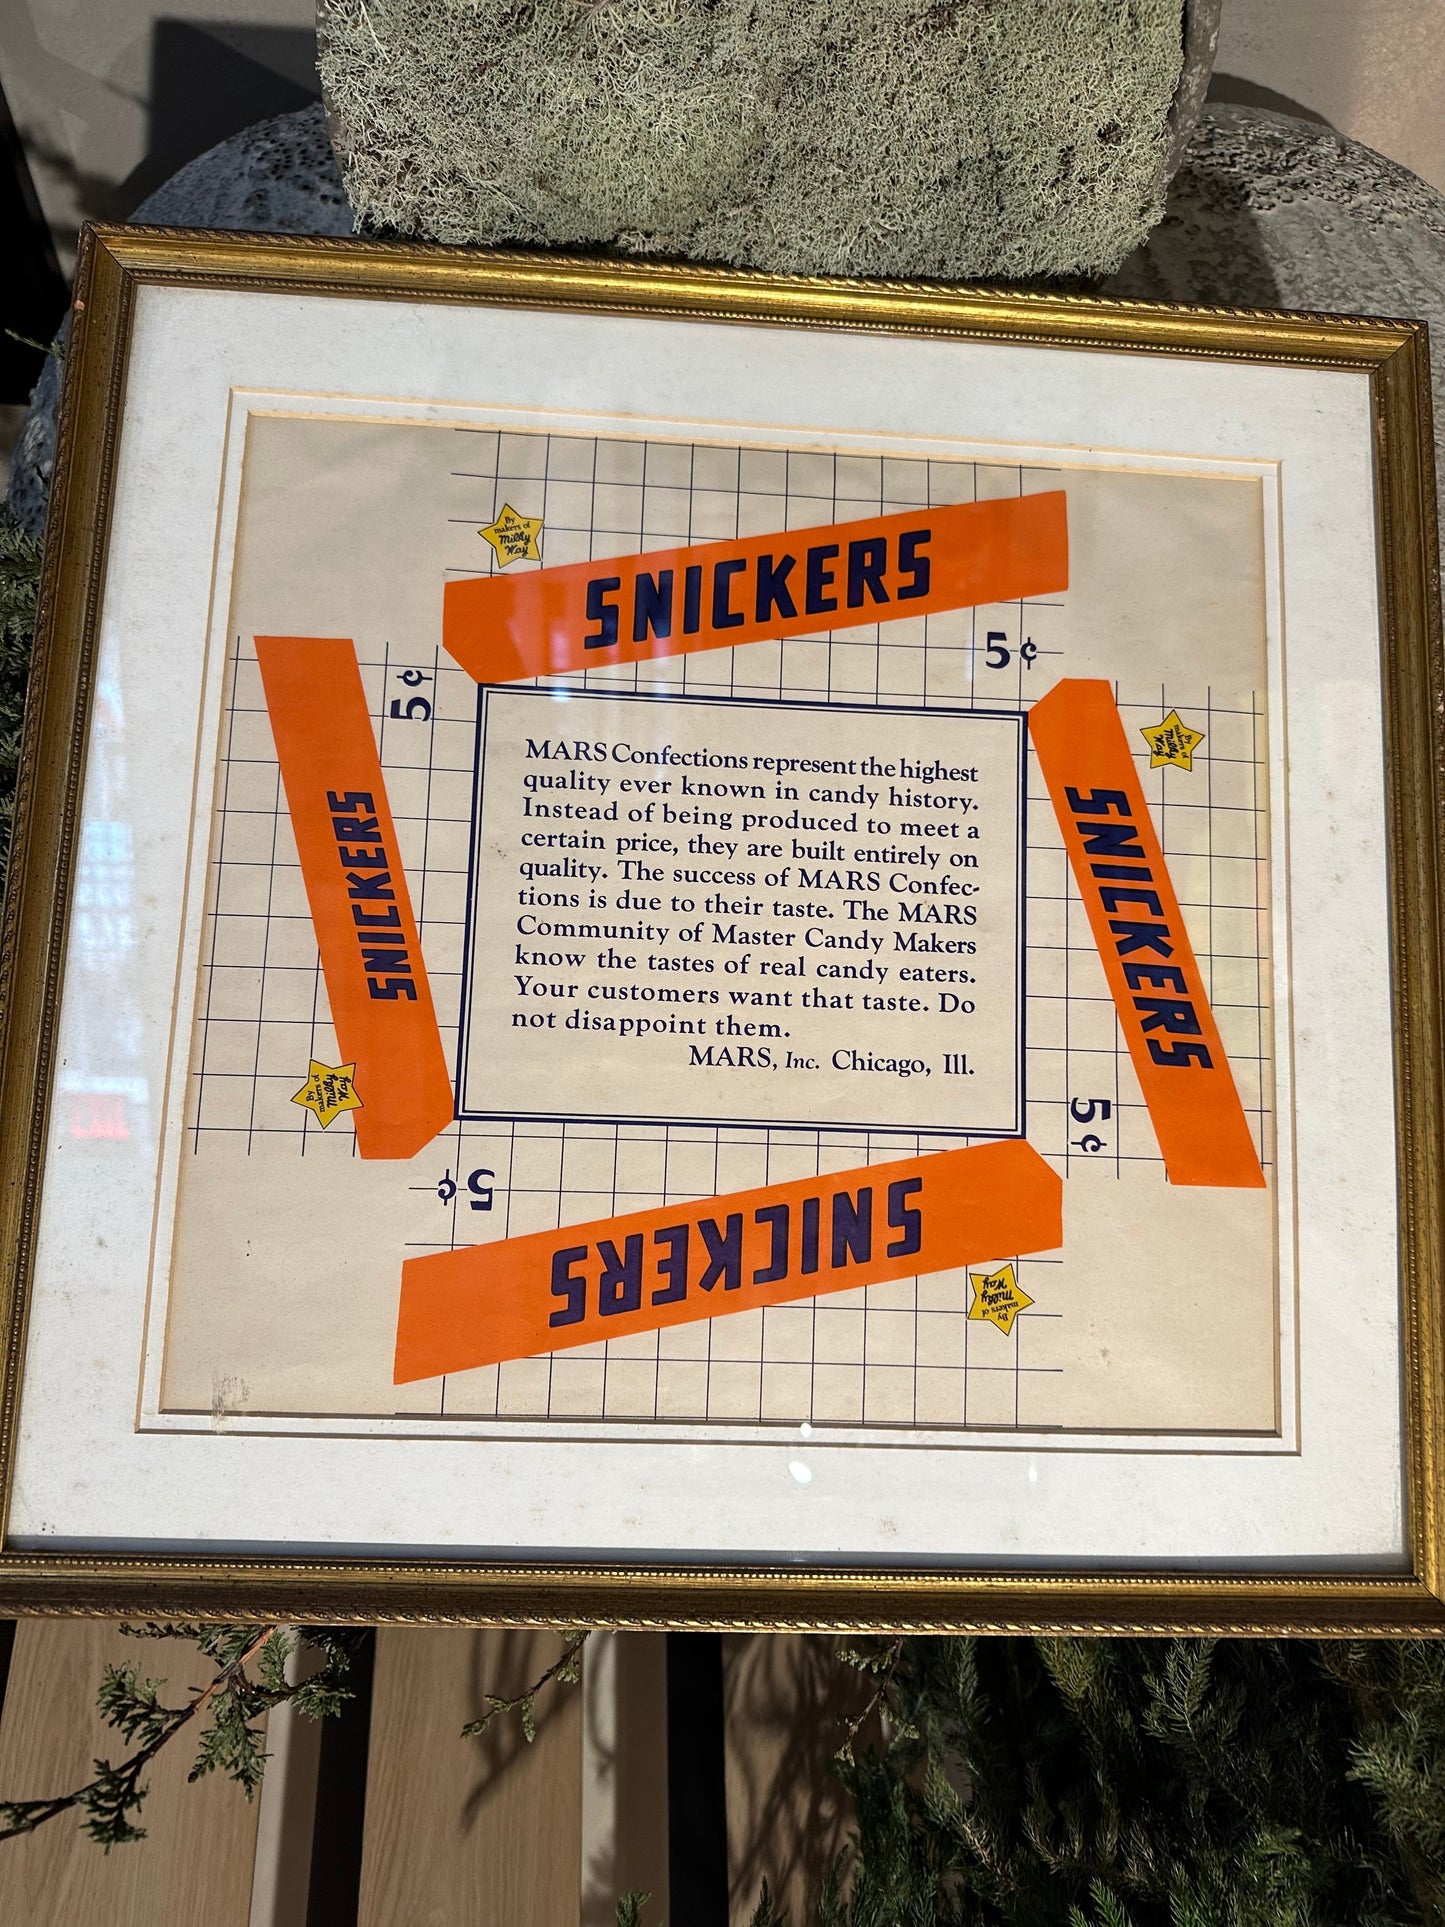 By
makers of
Milky
Way
SNICKERS
5¢
5¢
SNICKERS
By
makers of
Milky
Way
MARS Confections represent the highest
quality ever known in candy history.
Instead of being produced to meet a
certain price, they are built entirely on
quality. The success of MARS Confec-
tions is due to their taste. The MARS
Community of Master Candy Makers
know the tastes of real candy eaters.
Your customers want that taste. Do
not disappoint them.
MARS, Inc. Chicago, Ill.
By
makers of
Milky
Way
SNICKERS
5¢
5¢
SNICKERS
By
makers of
Milky
Way